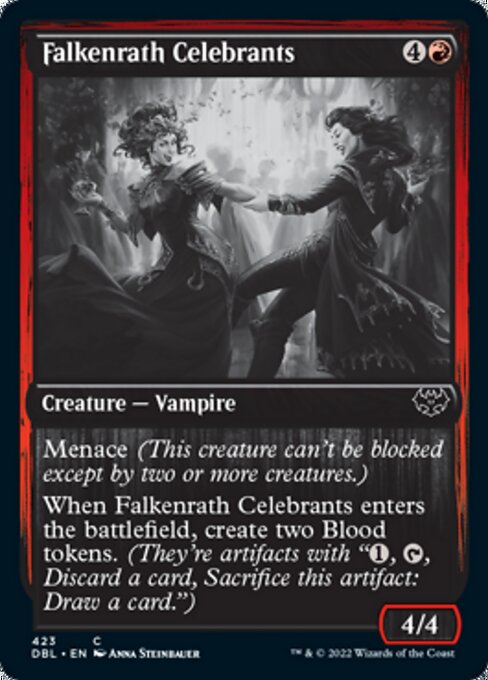 Falkenrath Celebrants 4
Creature — Vampire
Menace (This creature can't be blocked
except by two or more creatures.)
When Falkenrath Celebrants enters
the battlefield, create two Blood
tokens. (They're artifacts with “1, ,
Discard a card, Sacrifice this artifact:
Draw a card.”)
4/4
423 C
DBL • EN Anna Steinbauer ™ & © 2022 Wizards of the Coast